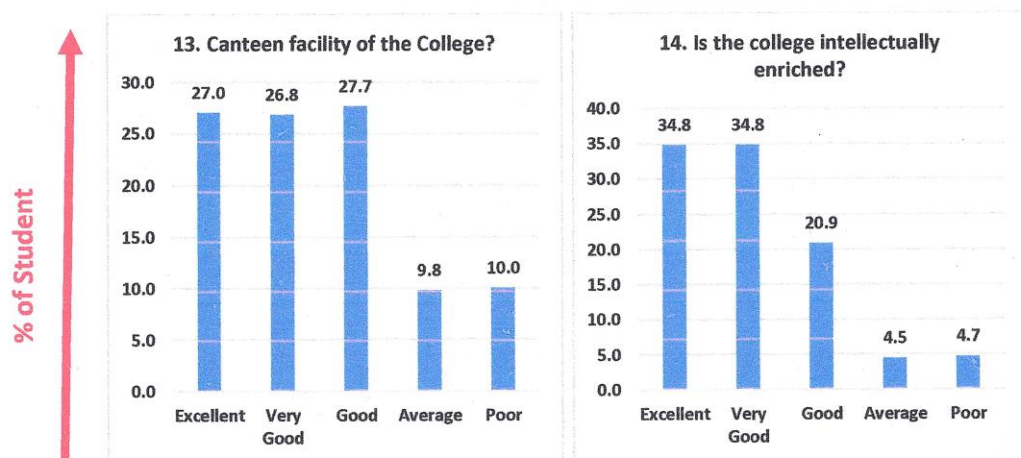 % of Student
13. Canteen facility of the College?
30.0
25.0
20.0
15.0
10.0
5.0
0.0
27.0
26.8
27.7
9.8
10.0
Excellent
Very
Good
Good
Average
Poor
14. Is the college intellectually
enriched?
40.0
35.0
30.0
25.0
20.0
15.0
10.0
5.0
0.0
34.8
34.8
20.9
4.5
4.7
Excellent
Very
Good
Good
Average
Poor